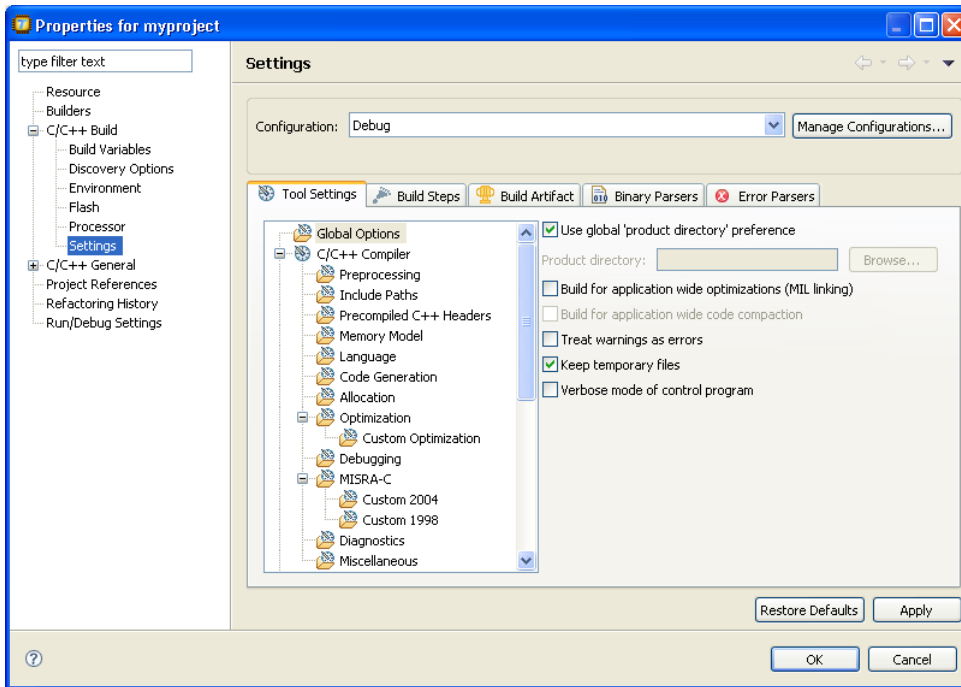 Properties for myproject
type filter text
Resource
Builders
C/C++ Build
Build Variables
Discovery Options
Environment
Flash
Processor
Settings
C/C++ General
Project References
Refactoring History
Run/Debug Settings
Settings
Configuration: Debug Manage Configurations...
Tool Settings Build Steps Build Artifact 010 Binary Parsers Error Parsers
Global Options
C/C++ Compiler
Preprocessing
Include Paths
Precompiled C++ Headers
Memory Model
Language
Code Generation
Allocation
Optimization
Custom Optimization
Debugging
MISRA-C
Custom 2004
Custom 1998
Diagnostics
Miscellaneous
Use global 'product directory' preference
Product directory: Browse...
Build for application wide optimizations (MIL linking)
Build for application wide code compaction
Treat warnings as errors
Keep temporary files
Verbose mode of control program
Restore Defaults Apply
? OK Cancel